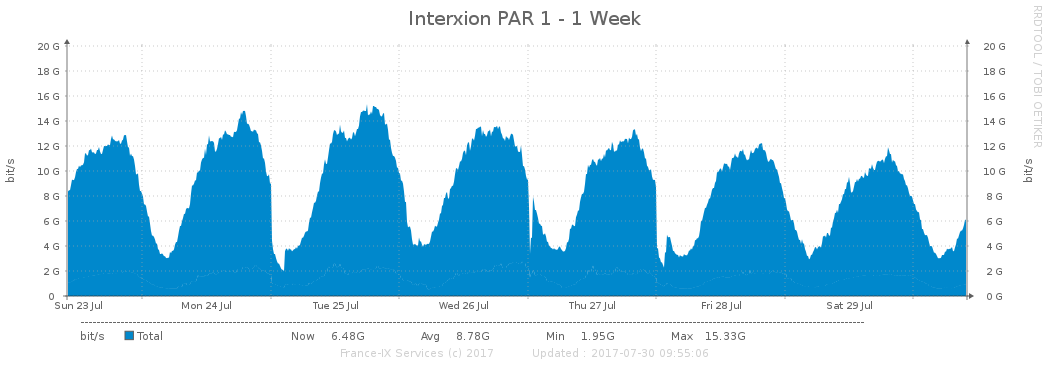 Interxion PAR 1 - 1 Week
RRDTOOL / TOBI OETIKER
bit/s
20 G
18 G
16 G
14 G
12 G
10 G
8 G
6 G
4 G
2 G
0
20 G
18 G
16 G
14 G
12 G
10 G
8 G
6 G
4 G
2 G
0 G
bit/s
Sun 23 Jul Mon 24 Jul Tue 25 Jul Wed 26 Jul Thu 27 Jul Fri 28 Jul Sat 29 Jul
bit/s Total Now 6.48G Avg 8.78G Min 1.95G Max 15.33G
France-IX Services (c) 2017 Updated : 2017-07-30 09:55:06